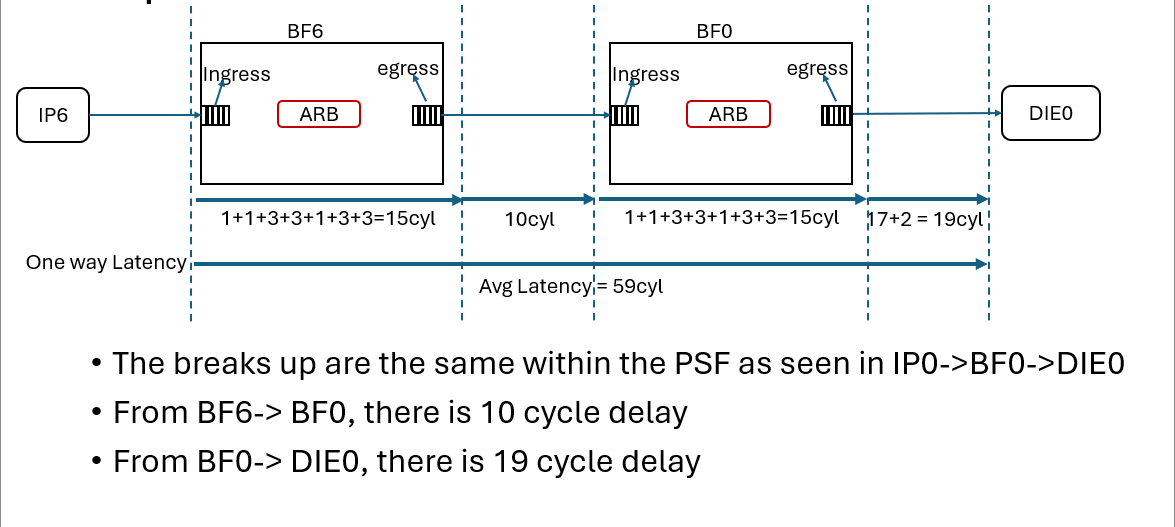 BF6
BF0
Ingress
egress
Ingress
egress
IP6
ARB
ARB
DIE0
1+1+3+3+1+3+3=15cyl
10cyl
1+1+3+3+1+3+3=15cyl
17+2 = 19cyl
One way Latency
Avg Latency = 59cyl
• The breaks up are the same within the PSF as seen in IP0->BF0->DIE0
• From BF6-> BF0, there is 10 cycle delay
• From BF0-> DIE0, there is 19 cycle delay